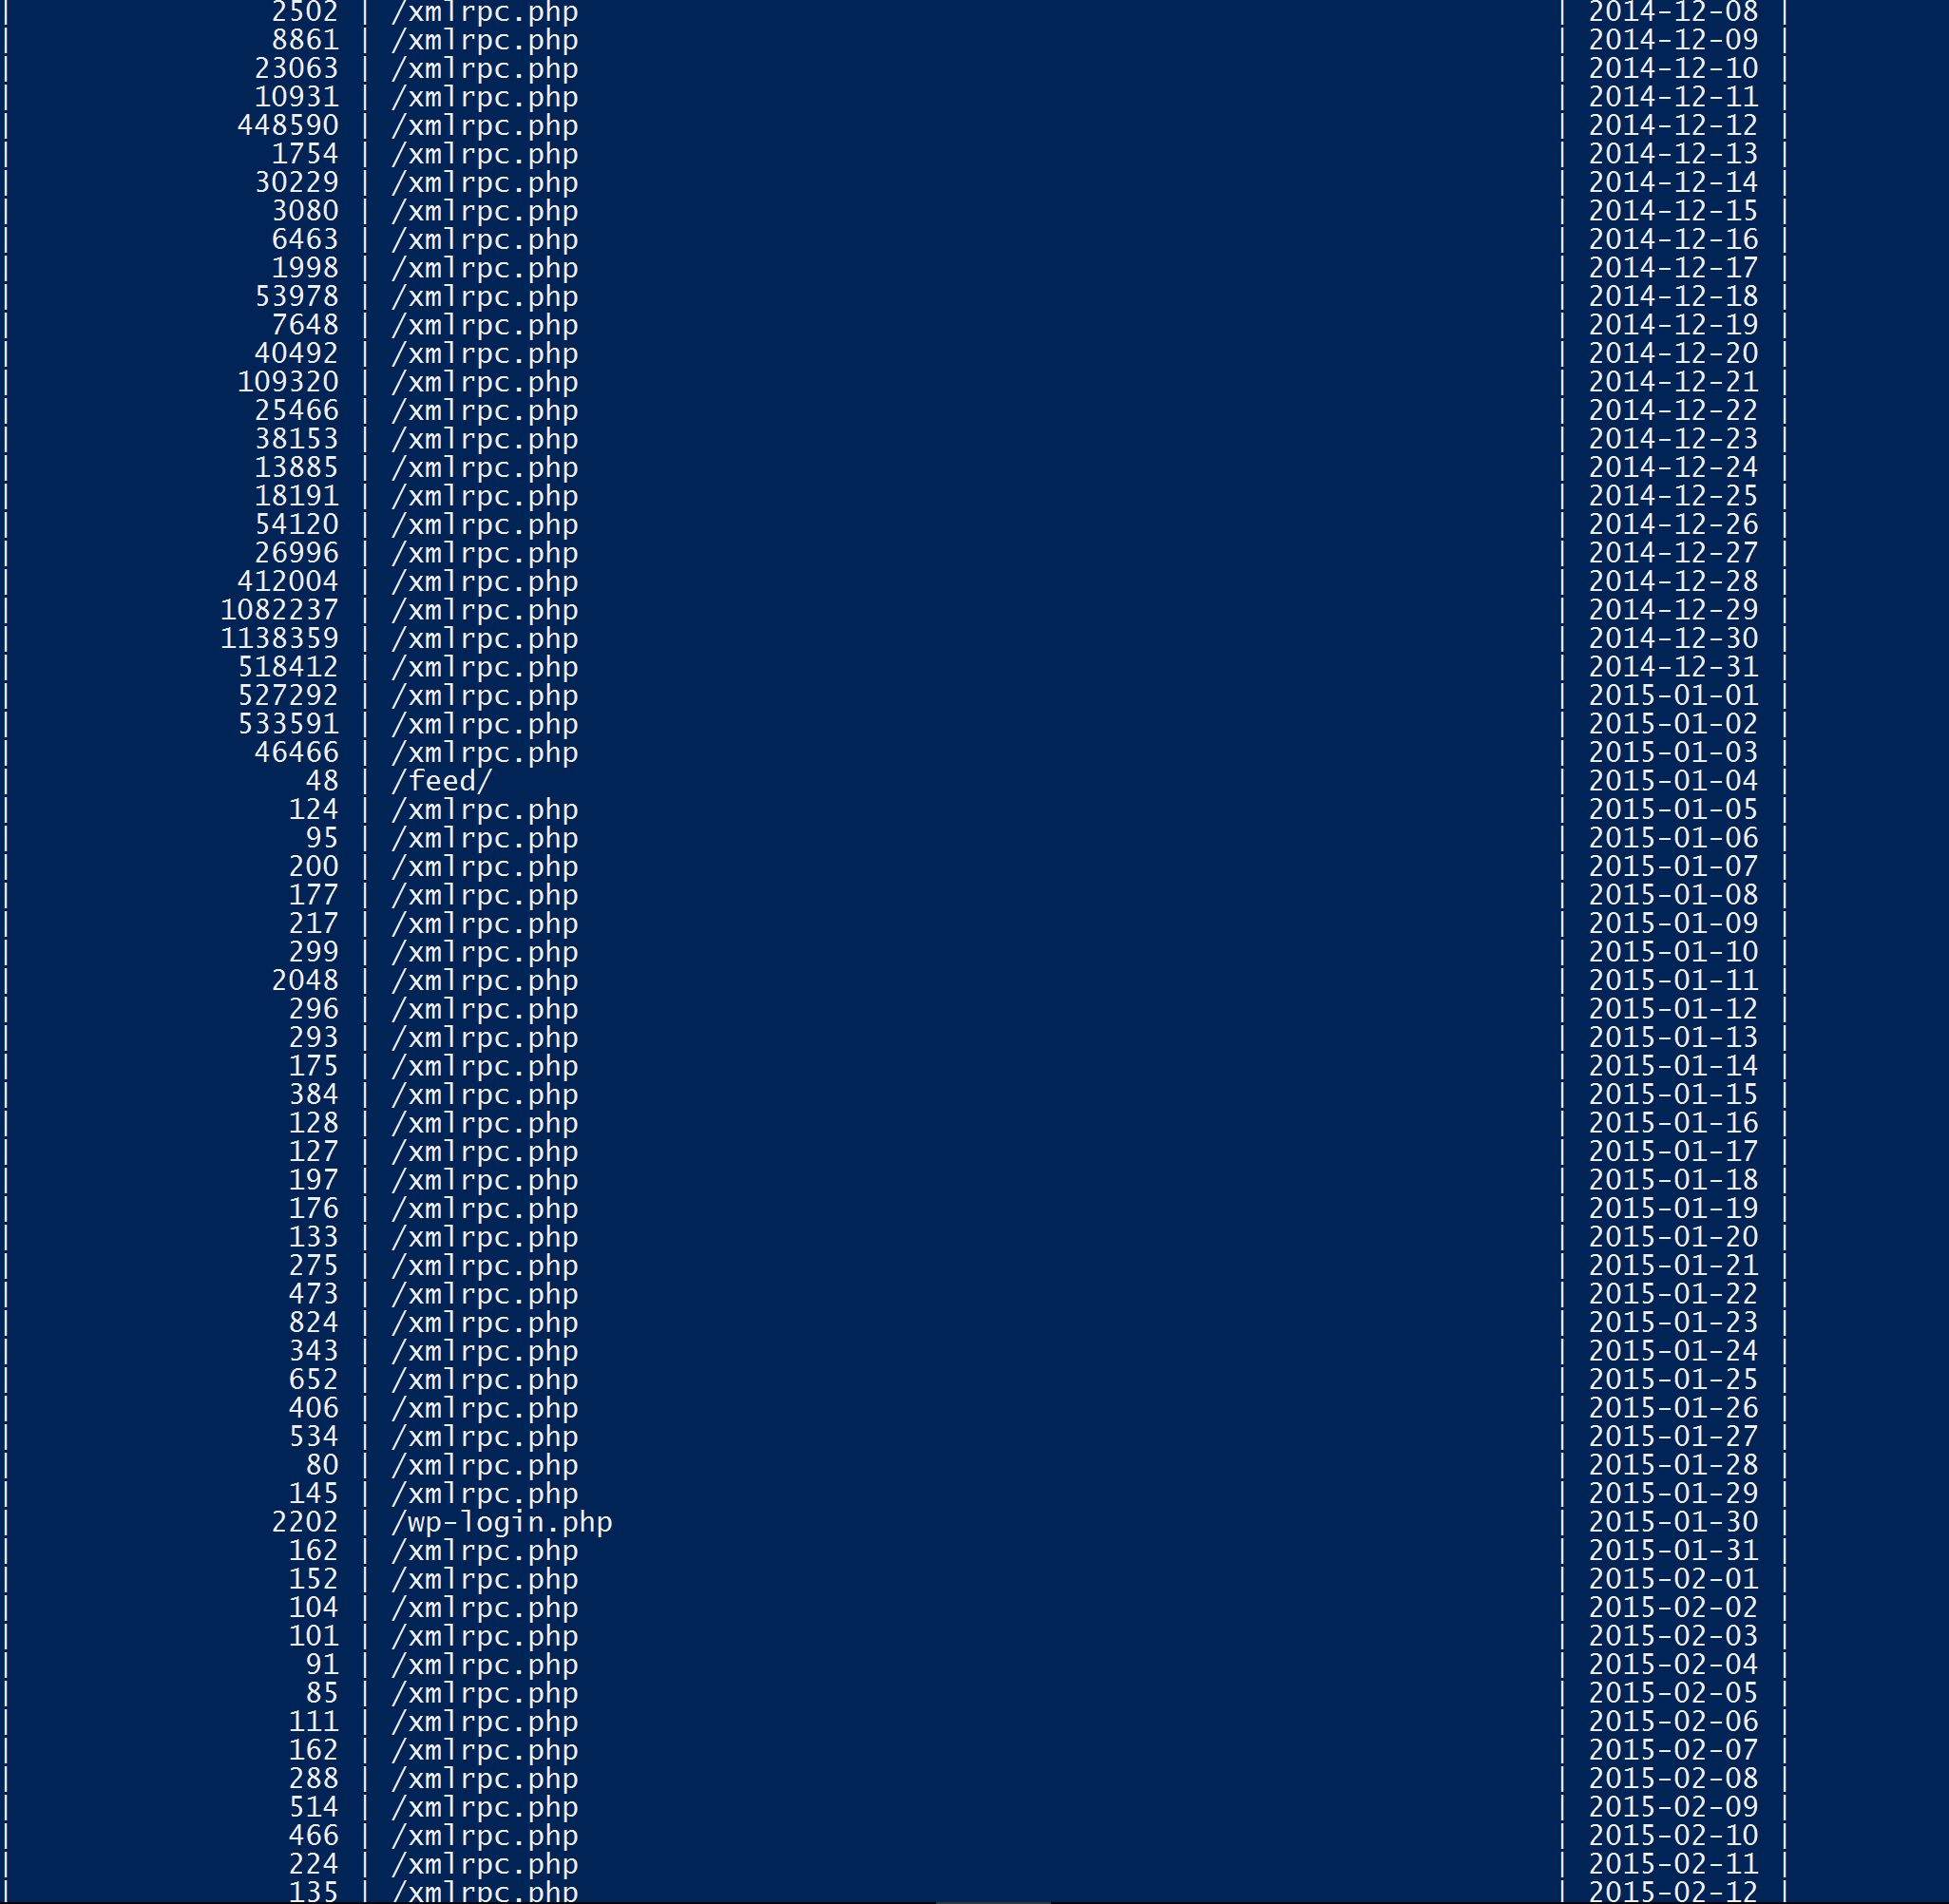 | 2502 | /xmlrpc.php | 2014-12-08 |
| 8861 | /xmlrpc.php | 2014-12-09 |
| 23063 | /xmlrpc.php | 2014-12-10 |
| 10931 | /xmlrpc.php | 2014-12-11 |
| 448590 | /xmlrpc.php | 2014-12-12 |
| 1754 | /xmlrpc.php | 2014-12-13 |
| 30229 | /xmlrpc.php | 2014-12-14 |
| 3080 | /xmlrpc.php | 2014-12-15 |
| 6463 | /xmlrpc.php | 2014-12-16 |
| 1998 | /xmlrpc.php | 2014-12-17 |
| 53978 | /xmlrpc.php | 2014-12-18 |
| 7648 | /xmlrpc.php | 2014-12-19 |
| 40492 | /xmlrpc.php | 2014-12-20 |
| 109320 | /xmlrpc.php | 2014-12-21 |
| 25466 | /xmlrpc.php | 2014-12-22 |
| 38153 | /xmlrpc.php | 2014-12-23 |
| 13885 | /xmlrpc.php | 2014-12-24 |
| 18191 | /xmlrpc.php | 2014-12-25 |
| 54120 | /xmlrpc.php | 2014-12-26 |
| 26996 | /xmlrpc.php | 2014-12-27 |
| 412004 | /xmlrpc.php | 2014-12-28 |
| 1082237 | /xmlrpc.php | 2014-12-29 |
| 1138359 | /xmlrpc.php | 2014-12-30 |
| 518412 | /xmlrpc.php | 2014-12-31 |
| 527292 | /xmlrpc.php | 2015-01-01 |
| 533591 | /xmlrpc.php | 2015-01-02 |
| 46466 | /xmlrpc.php | 2015-01-03 |
| 48 | /feed/ | 2015-01-04 |
| 124 | /xmlrpc.php | 2015-01-05 |
| 95 | /xmlrpc.php | 2015-01-06 |
| 200 | /xmlrpc.php | 2015-01-07 |
| 177 | /xmlrpc.php | 2015-01-08 |
| 217 | /xmlrpc.php | 2015-01-09 |
| 299 | /xmlrpc.php | 2015-01-10 |
| 2048 | /xmlrpc.php | 2015-01-11 |
| 296 | /xmlrpc.php | 2015-01-12 |
| 293 | /xmlrpc.php | 2015-01-13 |
| 175 | /xmlrpc.php | 2015-01-14 |
| 384 | /xmlrpc.php | 2015-01-15 |
| 128 | /xmlrpc.php | 2015-01-16 |
| 127 | /xmlrpc.php | 2015-01-17 |
| 197 | /xmlrpc.php | 2015-01-18 |
| 176 | /xmlrpc.php | 2015-01-19 |
| 133 | /xmlrpc.php | 2015-01-20 |
| 275 | /xmlrpc.php | 2015-01-21 |
| 473 | /xmlrpc.php | 2015-01-22 |
| 824 | /xmlrpc.php | 2015-01-23 |
| 343 | /xmlrpc.php | 2015-01-24 |
| 652 | /xmlrpc.php | 2015-01-25 |
| 406 | /xmlrpc.php | 2015-01-26 |
| 534 | /xmlrpc.php | 2015-01-27 |
| 80 | /xmlrpc.php | 2015-01-28 |
| 145 | /xmlrpc.php | 2015-01-29 |
| 2202 | /wp-login.php | 2015-01-30 |
| 162 | /xmlrpc.php | 2015-01-31 |
| 152 | /xmlrpc.php | 2015-02-01 |
| 104 | /xmlrpc.php | 2015-02-02 |
| 101 | /xmlrpc.php | 2015-02-03 |
| 91 | /xmlrpc.php | 2015-02-04 |
| 85 | /xmlrpc.php | 2015-02-05 |
| 111 | /xmlrpc.php | 2015-02-06 |
| 162 | /xmlrpc.php | 2015-02-07 |
| 288 | /xmlrpc.php | 2015-02-08 |
| 514 | /xmlrpc.php | 2015-02-09 |
| 466 | /xmlrpc.php | 2015-02-10 |
| 224 | /xmlrpc.php | 2015-02-11 |
| 135 | /xmlrpc.php | 2015-02-12 |